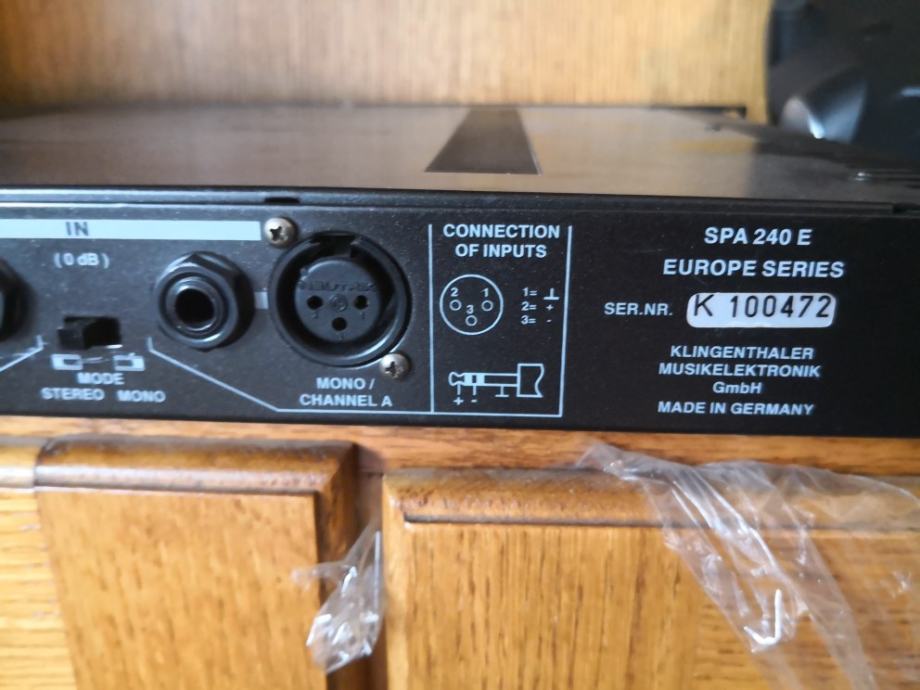 IN
(0 dB)
MODE
STEREO MONO
NEUTRIK
MONO /
CHANNEL A
CONNECTION
OF INPUTS
2 1
3
1= ⊥
2= +
3= -
+ -
SPA 240 E
EUROPE SERIES
SER.NR. K 100472
KLINGENTHALER
MUSIKELEKTRONIK
GmbH
MADE IN GERMANY